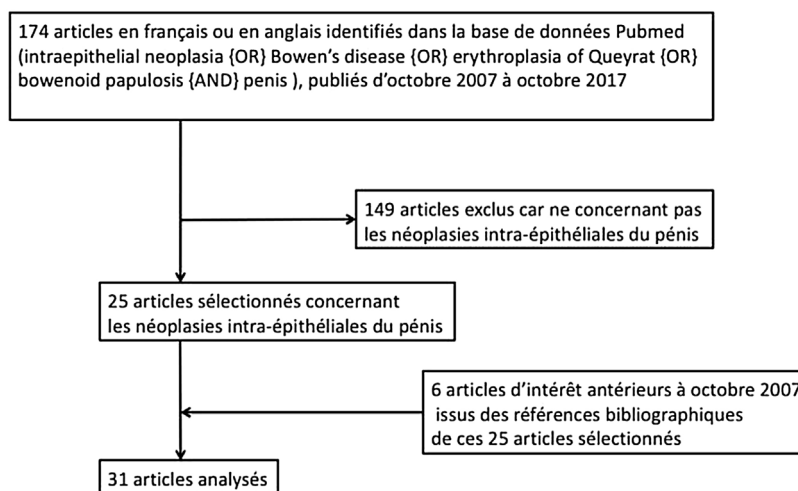 174 articles en français ou en anglais identifiés dans la base de données Pubmed
(intraepithelial neoplasia {OR} Bowen’s disease {OR} erythroplasia of Queyrat {OR}
bowenoid papulosis {AND} penis ), publiés d’octobre 2007 à octobre 2017
149 articles exclus car ne concernant pas
les néoplasies intra-épithéliales du pénis
25 articles sélectionnés concernant
les néoplasies intra-épithéliales du pénis
6 articles d’intérêt antérieurs à octobre 2007
issus des références bibliographiques
de ces 25 articles sélectionnés
31 articles analysés